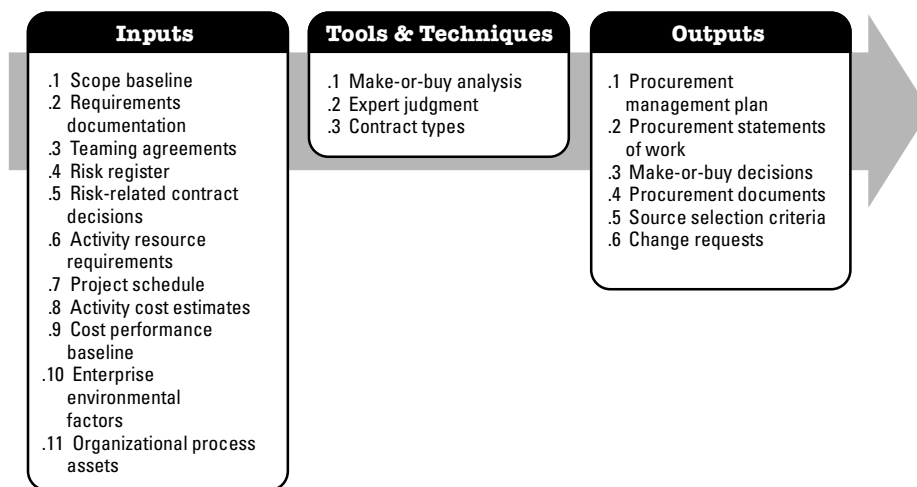 Inputs
.1 Scope baseline
.2 Requirements
documentation
.3 Teaming agreements
.4 Risk register
.5 Risk-related contract
decisions
.6 Activity resource
requirements
.7 Project schedule
.8 Activity cost estimates
.9 Cost performance
baseline
.10 Enterprise
environmental
factors
.11 Organizational process
assets
Tools & Techniques
.1 Make-or-buy analysis
.2 Expert judgment
.3 Contract types
Outputs
.1 Procurement
management plan
.2 Procurement statements
of work
.3 Make-or-buy decisions
.4 Procurement documents
.5 Source selection criteria
.6 Change requests